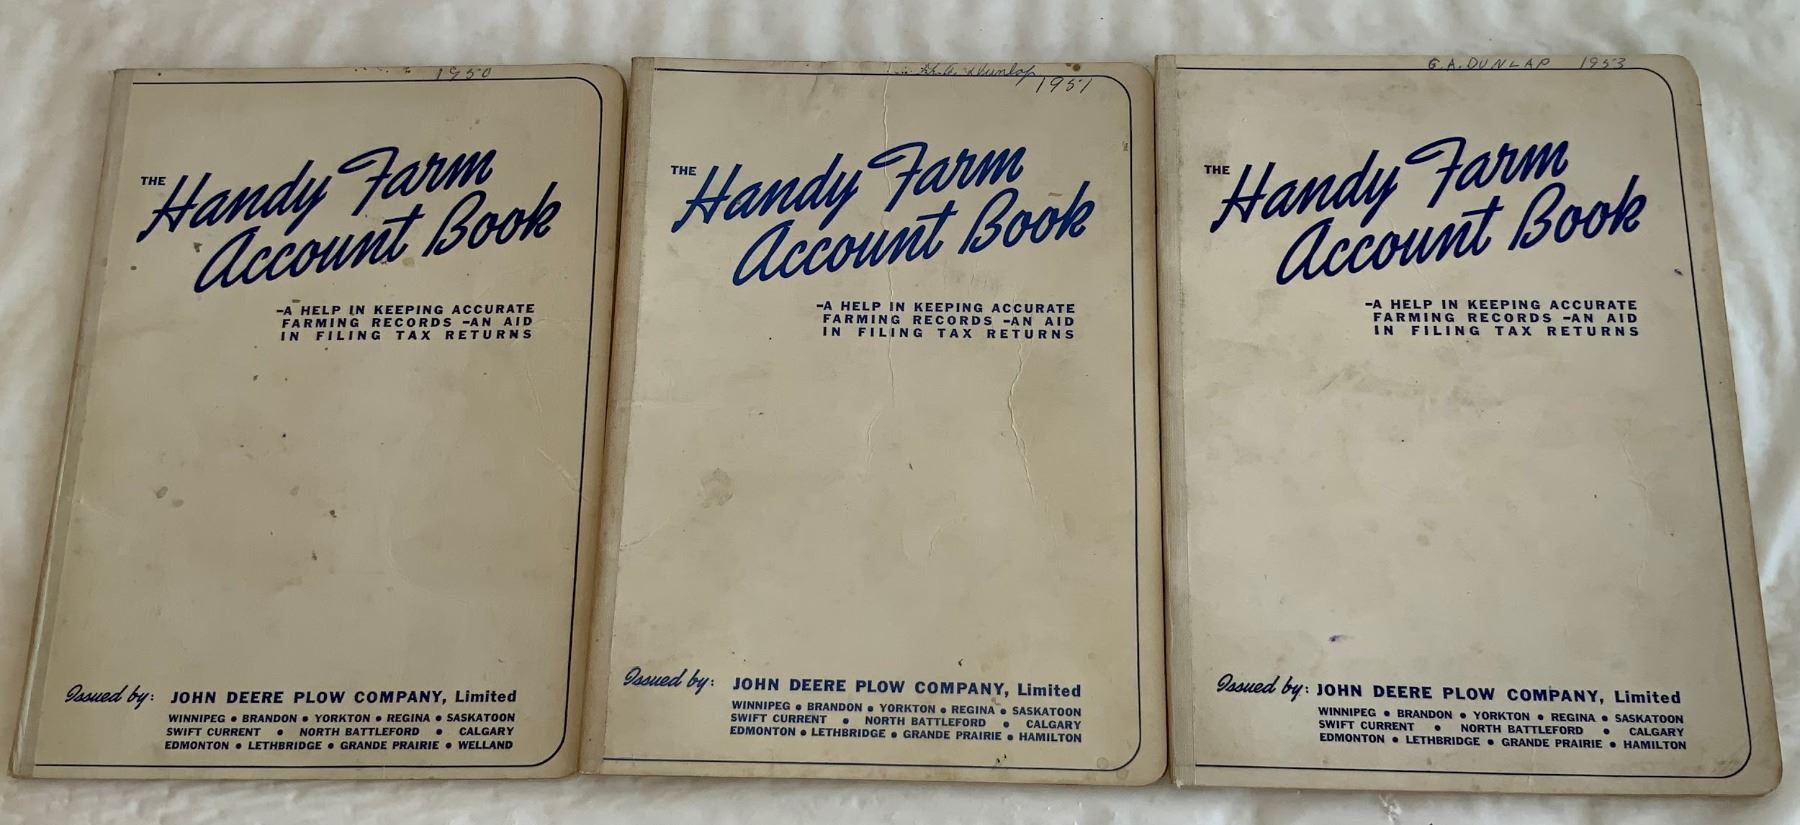 1950
THE Handy Farm
Account Book
-A HELP IN KEEPING ACCURATE
FARMING RECORDS -AN AID
IN FILING TAX RETURNS
Issued by: JOHN DEERE PLOW COMPANY, Limited
WINNIPEG • BRANDON • YORKTON • REGINA • SASKATOON
SWIFT CURRENT • NORTH BATTLEFORD • CALGARY
EDMONTON • LETHBRIDGE • GRANDE PRAIRIE • WELLAND
Dunlop
1951
THE Handy Farm
Account Book
-A HELP IN KEEPING ACCURATE
FARMING RECORDS -AN AID
IN FILING TAX RETURNS
Issued by: JOHN DEERE PLOW COMPANY, Limited
WINNIPEG • BRANDON • YORKTON • REGINA • SASKATOON
SWIFT CURRENT • NORTH BATTLEFORD • CALGARY
EDMONTON • LETHBRIDGE • GRANDE PRAIRIE • HAMILTON
G.A. DUNLAP 1953
THE Handy Farm
Account Book
-A HELP IN KEEPING ACCURATE
FARMING RECORDS -AN AID
IN FILING TAX RETURNS
Issued by: JOHN DEERE PLOW COMPANY, Limited
WINNIPEG • BRANDON • YORKTON • REGINA • SASKATOON
SWIFT CURRENT • NORTH BATTLEFORD • CALGARY
EDMONTON • LETHBRIDGE • GRANDE PRAIRIE • HAMILTON